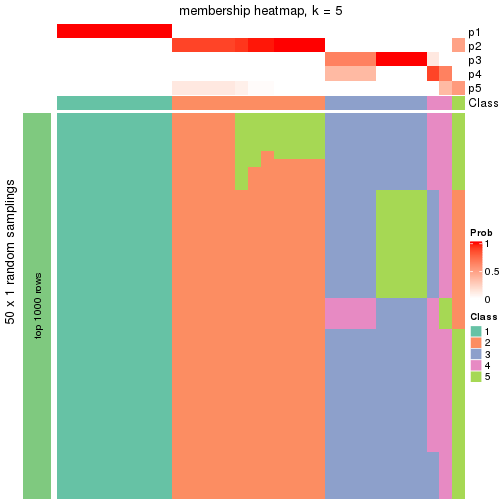 membership heatmap, k = 5
p1
p2
p3
p4
p5
Class
50 x 1 random samplings
top 1000 rows
Prob
1
0.5
0
Class
1
2
3
4
5